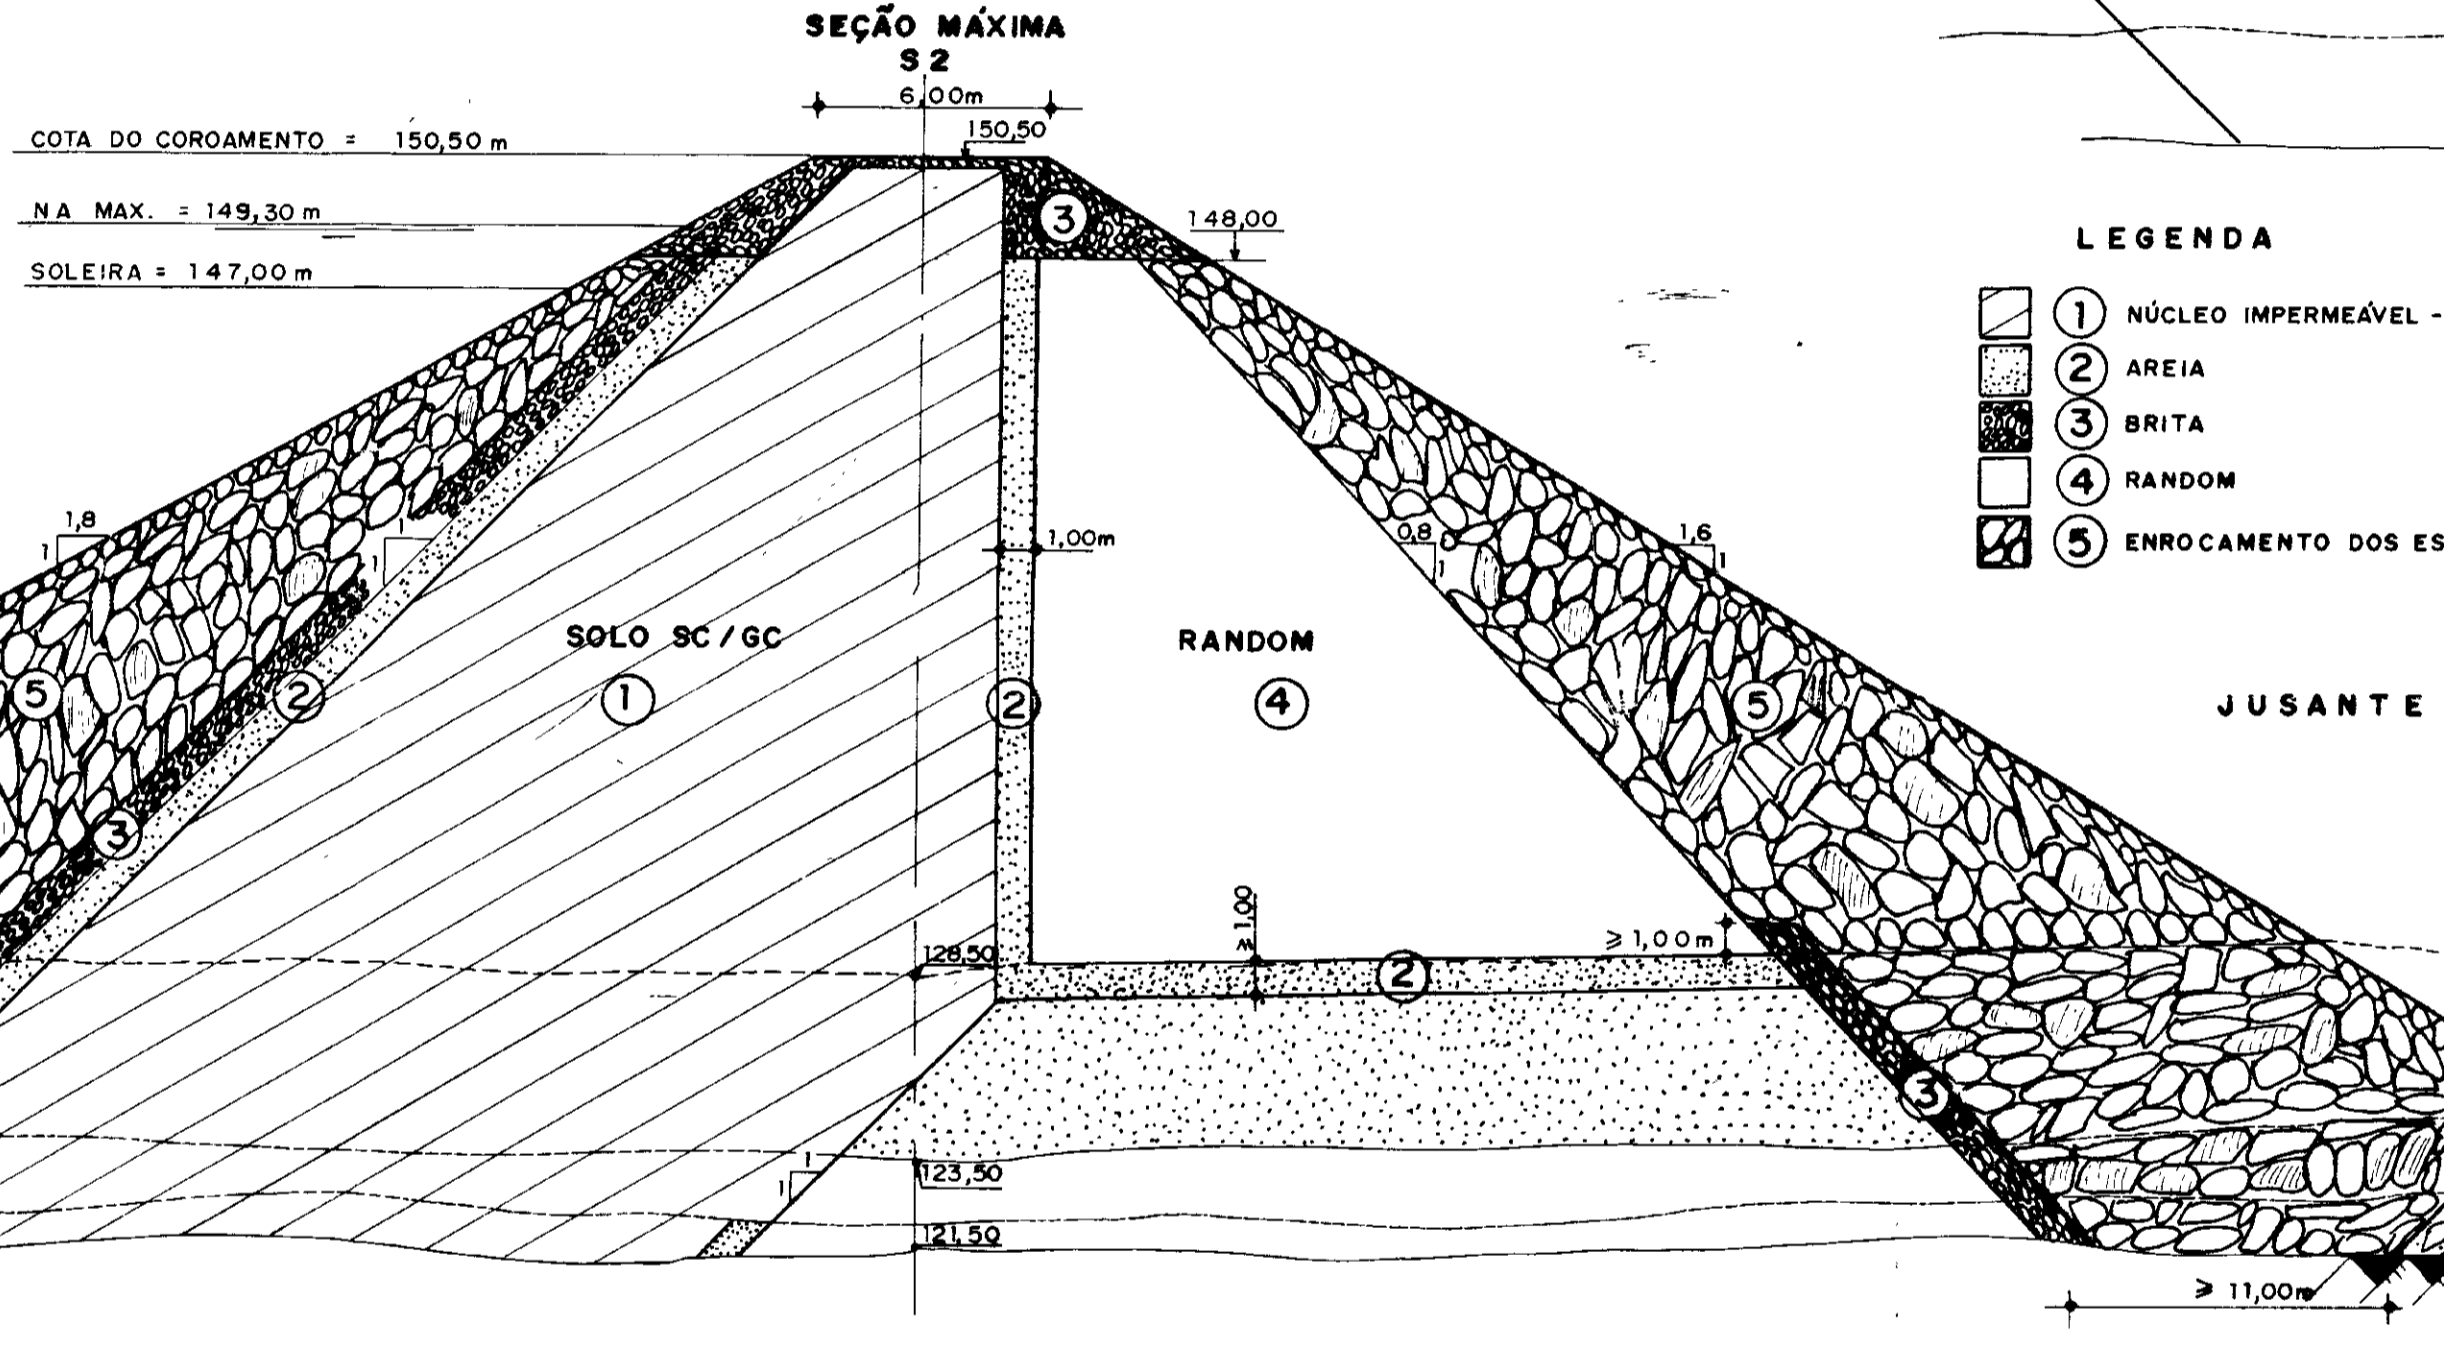 SEÇÃO MÁXIMA
S 2
6,00m
COTA DO COROAMENTO = 150,50 m
150,50
NA MAX. = 149,30 m
148,00
SOLEIRA = 147,00 m
LEGENDA
1 NÚCLEO IMPERMEÁVEL -
2 AREIA
3 BRITA
4 RANDOM
5 ENROCAMENTO DOS ES
3
1,8
1
1
1
1,00m
0,8
1
1,6
1
SOLO SC/GC
RANDOM
5
2
1
2
4
5
JUSANTE
3
128,50
1,00 m
≥ 1,00m
2
3
1
1
123,50
121,50
≥ 11,00m